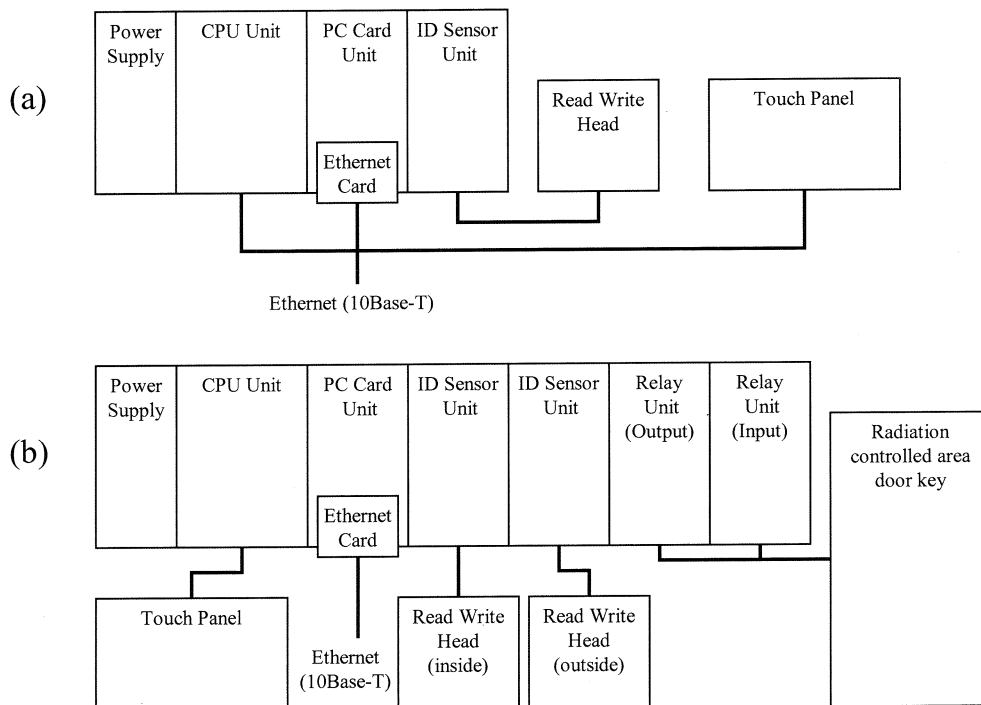 (a)
Power
Supply
CPU Unit
PC Card
Unit
ID Sensor
Unit
Ethernet
Card
Read Write
Head
Touch Panel
Ethernet (10Base-T)
(b)
Power
Supply
CPU Unit
PC Card
Unit
ID Sensor
Unit
ID Sensor
Unit
Relay
Unit
(Output)
Relay
Unit
(Input)
Radiation
controlled area
door key
Ethernet
Card
Touch Panel
Ethernet
(10Base-T)
Read Write
Head
(inside)
Read Write
Head
(outside)